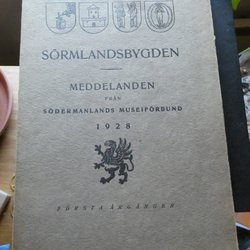 SÖRMLANDSBYGDEN
MEDDELANDEN
FRÅN
SÖDERMANLANDS MUSEIFÖRBUND
1928
FÖRSTA ÅRGÅNGEN